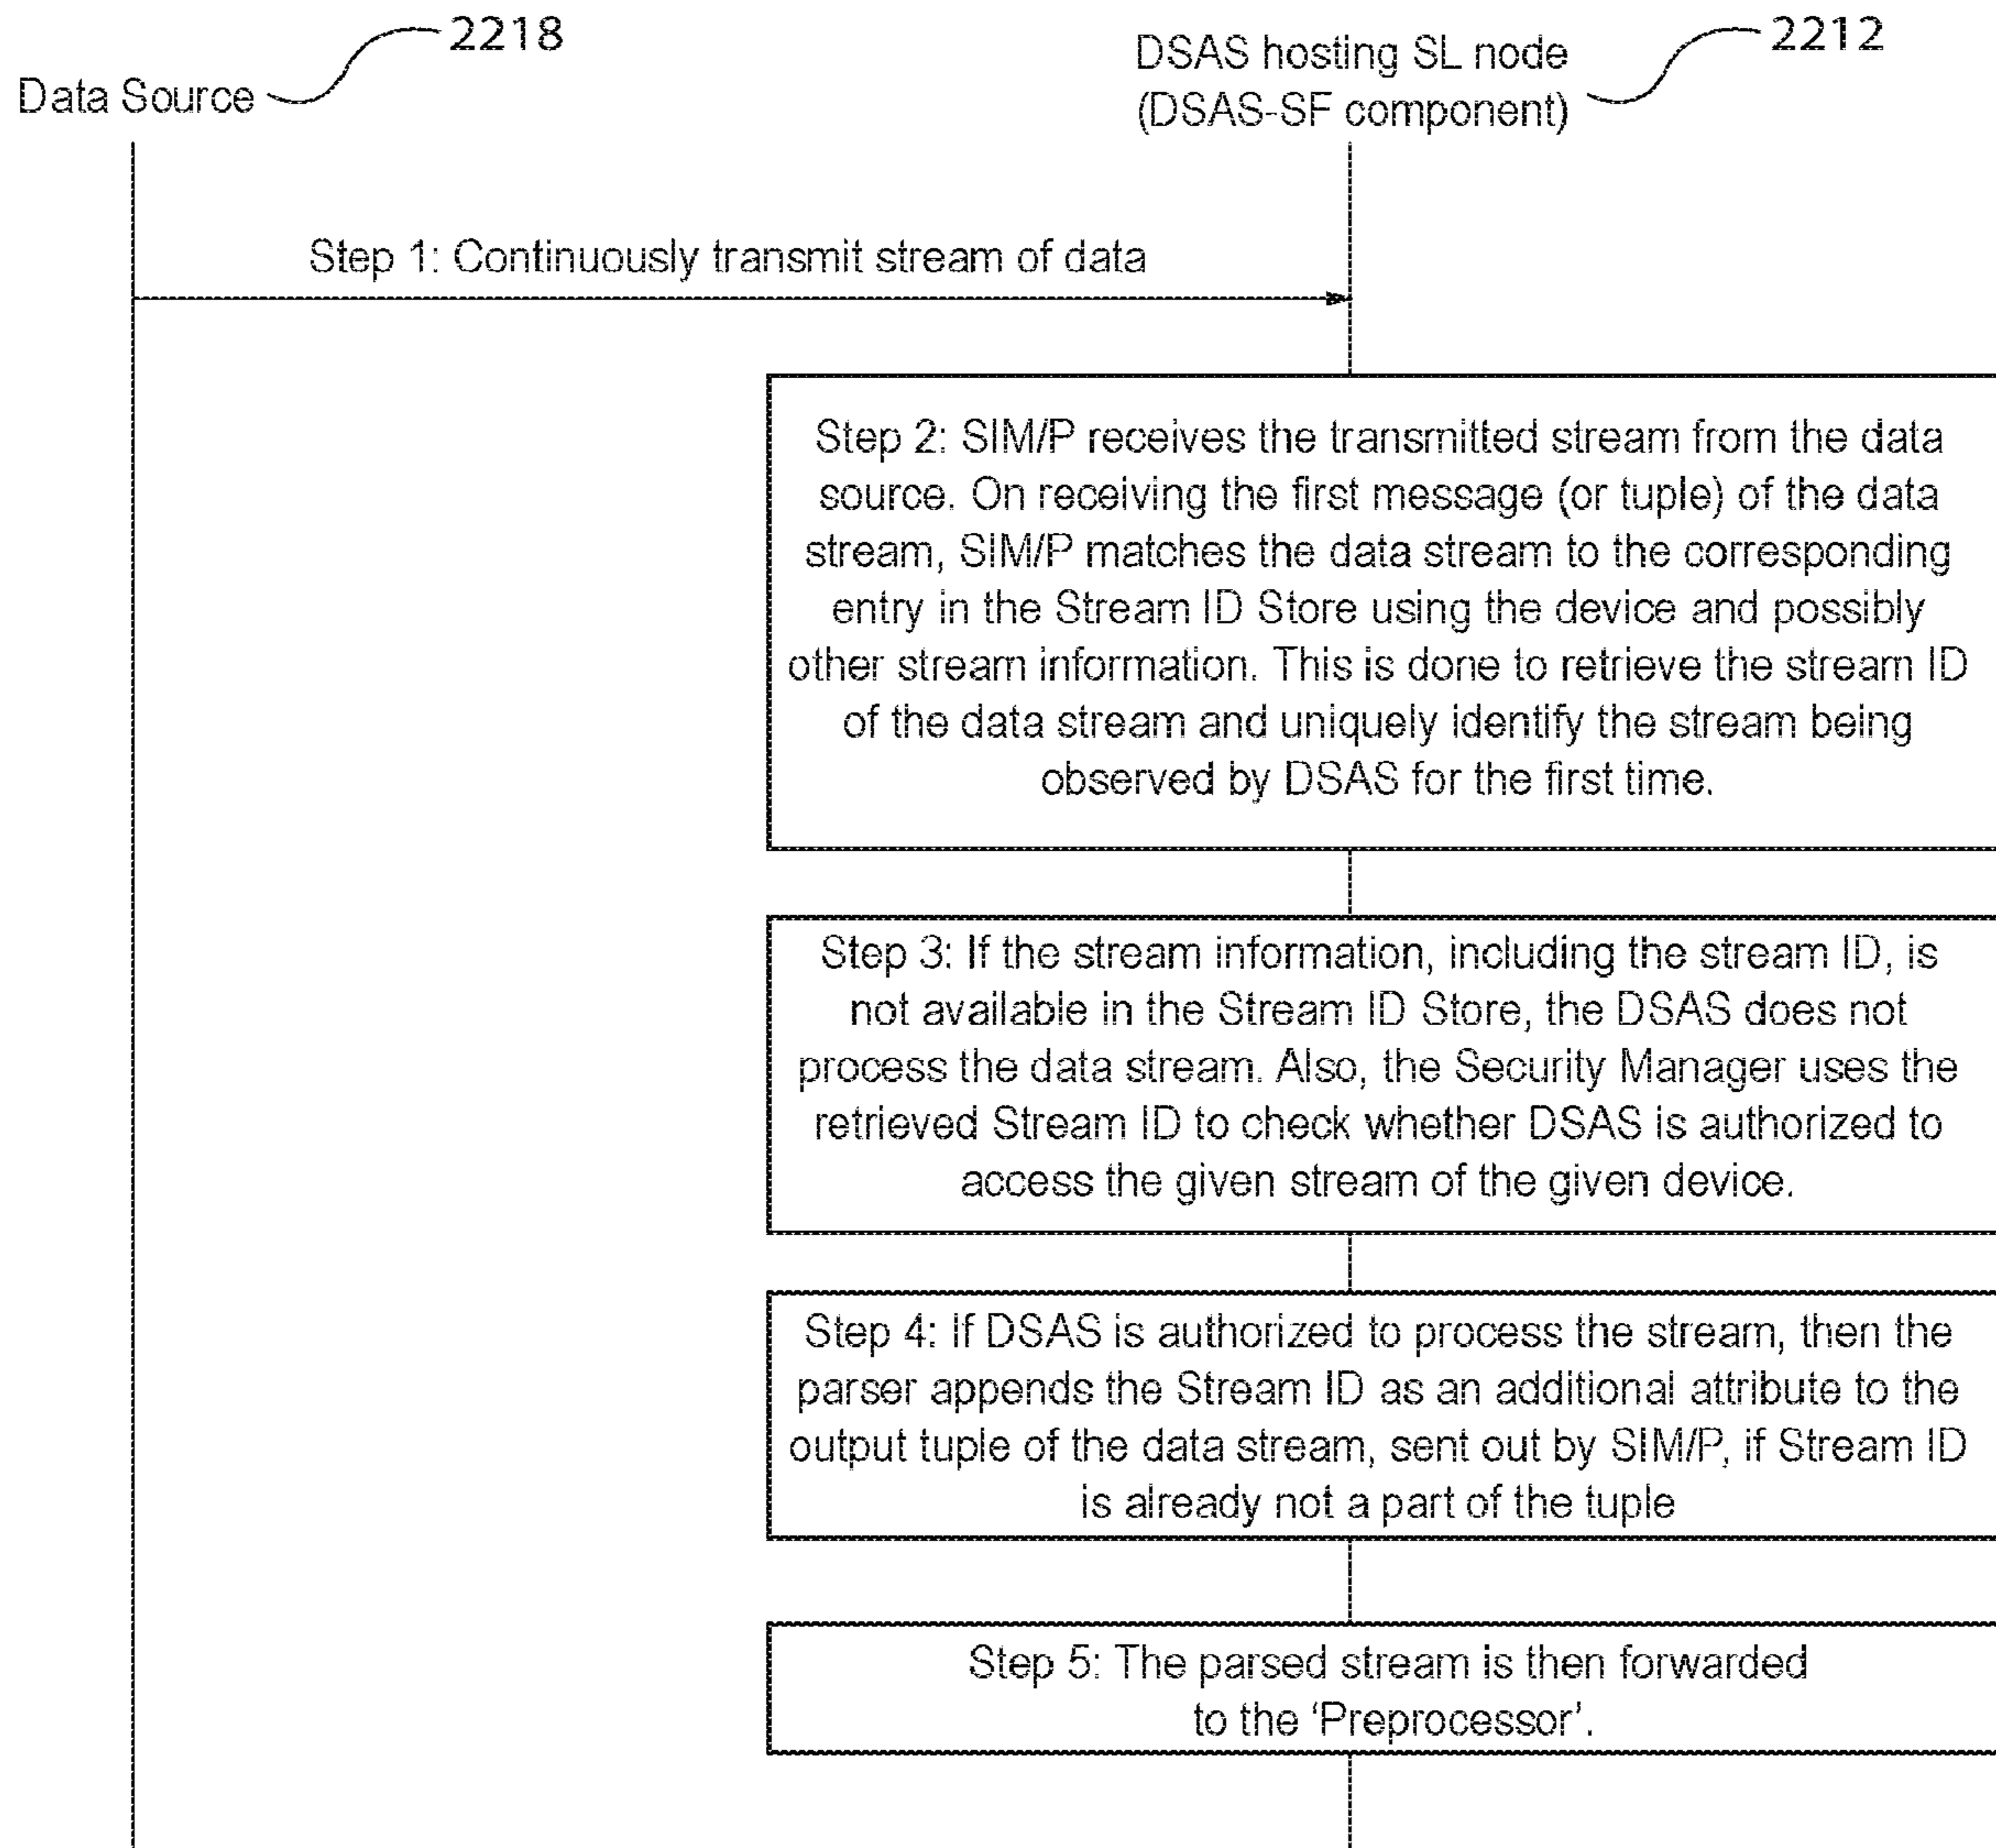 2218
2212
Data Source
DSAS hosting SL node
(DSAS-SF component)
Step 1: Continuously transmit stream of data
Step 2: SIM/P receives the transmitted stream from the data
source. On receiving the first message (or tuple) of the data
stream, SIM/P matches the data stream to the corresponding
entry in the Stream ID Store using the device and possibly
other stream information. This is done to retrieve the stream ID
of the data stream and uniquely identify the stream being
observed by DSAS for the first time.
Step 3: If the stream information, including the stream ID, is
not available in the Stream ID Store, the DSAS does not
process the data stream. Also, the Security Manager uses the
retrieved Stream ID to check whether DSAS is authorized to
access the given stream of the given device.
Step 4: If DSAS is authorized to process the stream, then the
parser appends the Stream ID as an additional attribute to the
output tuple of the data stream, sent out by SIM/P, if Stream ID
is already not a part of the tuple
Step 5: The parsed stream is then forwarded
to the ‘Preprocessor’.